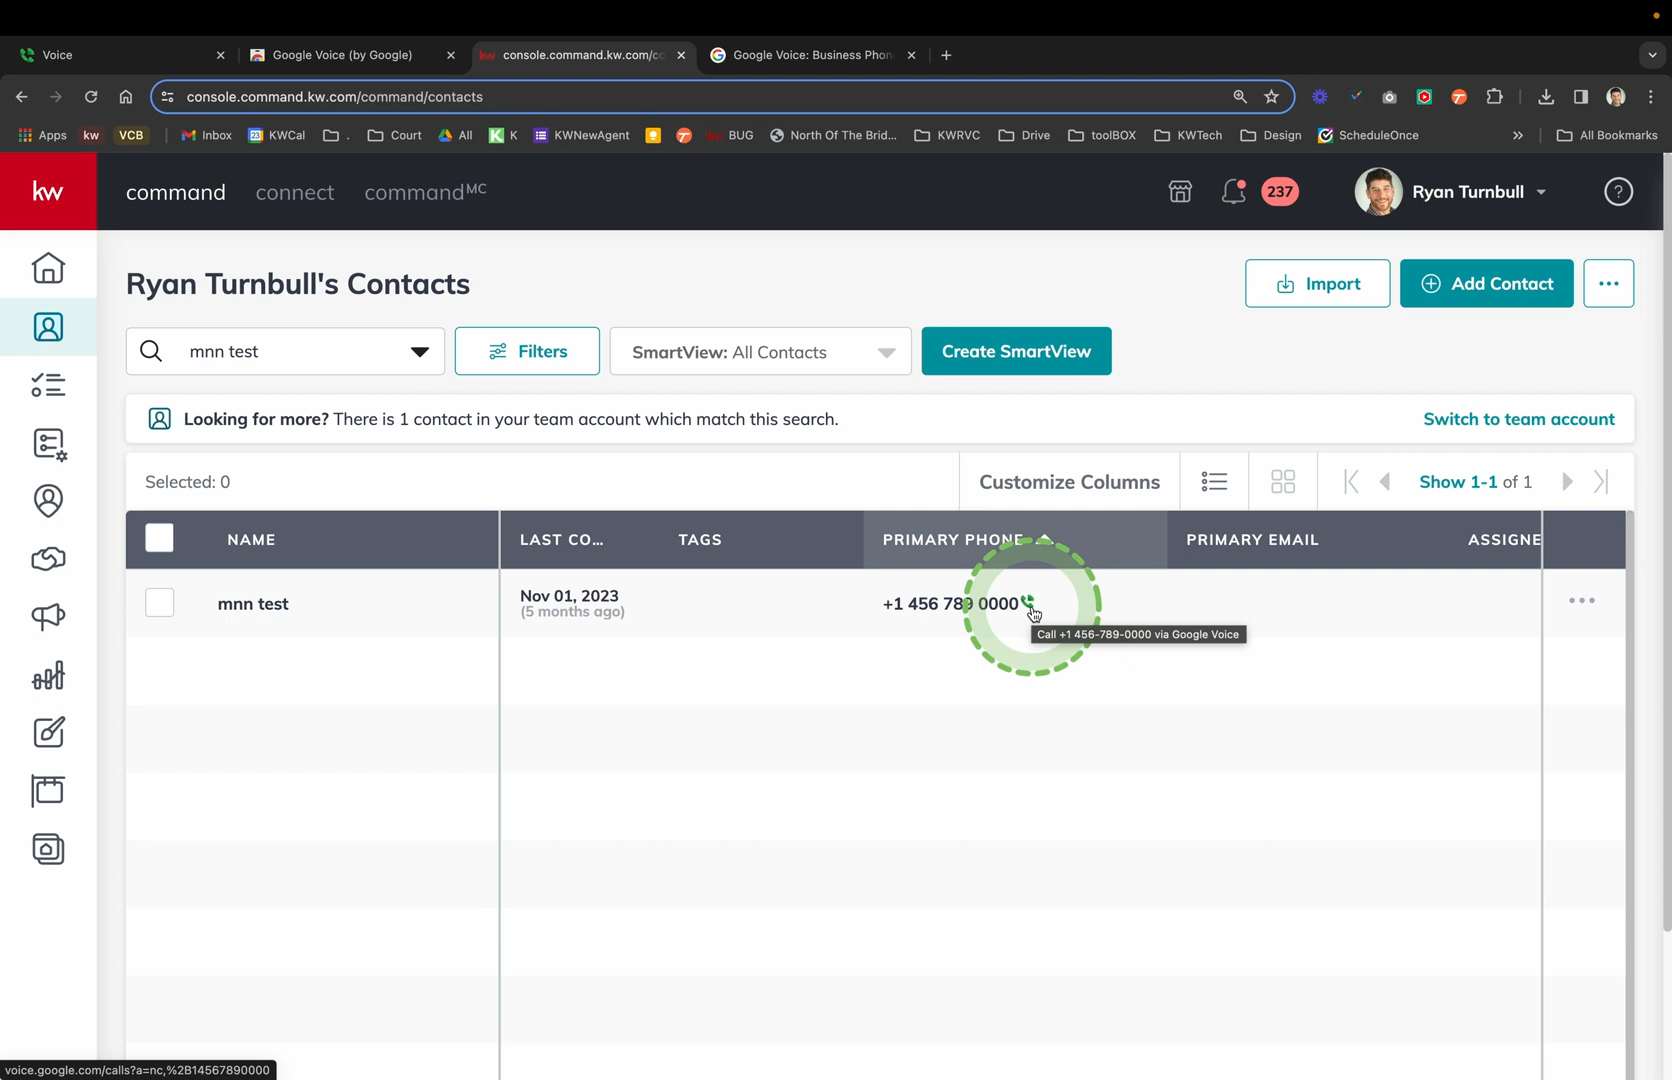 Voice
Google Voice (by Google)
console.command.kw.com/co
Google Voice: Business Phon
console.command.kw.com/command/contacts
Apps
kw
VCB
Inbox
KWCal
.
Court
All
K
KWNewAgent
BUG
North Of The Brid...
KWRVC
Drive
toolBOX
KWTech
Design
ScheduleOnce
»
All Bookmarks
kw
command
connect
commandMC
237
Ryan Turnbull
Ryan Turnbull's Contacts
Import
Add Contact
mnn test
Filters
SmartView: All Contacts
Create SmartView
Looking for more? There is 1 contact in your team account which match this search.
Switch to team account
Selected: 0
Customize Columns
Show 1-1 of 1
NAME
LAST CO...
TAGS
PRIMARY PHONE
PRIMARY EMAIL
ASSIGNE
mnn test
Nov 01, 2023
(5 months ago)
+1 456 789 0000
Call +1 456-789-0000 via Google Voice
voice.google.com/calls?a=nc,%2B14567890000